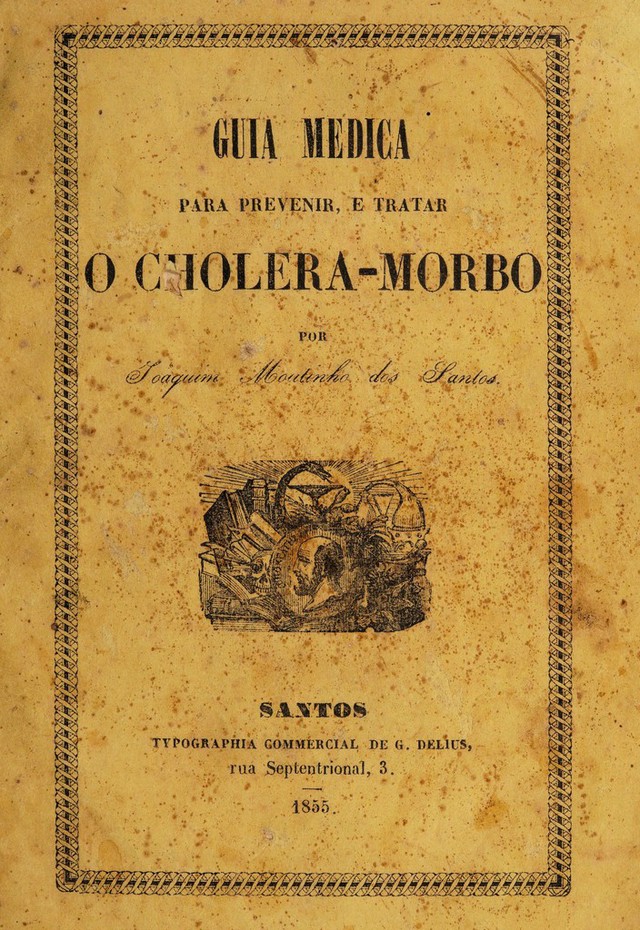 GUIA MEDICA
PARA PREVENIR, E TRATAR
O CHOLERA-MORBO
POR
Joaquim Moutinho dos Santos.
SANTOS
TYPOGRAPHIA COMMERCIAL DE G. DELIUS,
rua Septentrional, 3.
1855.